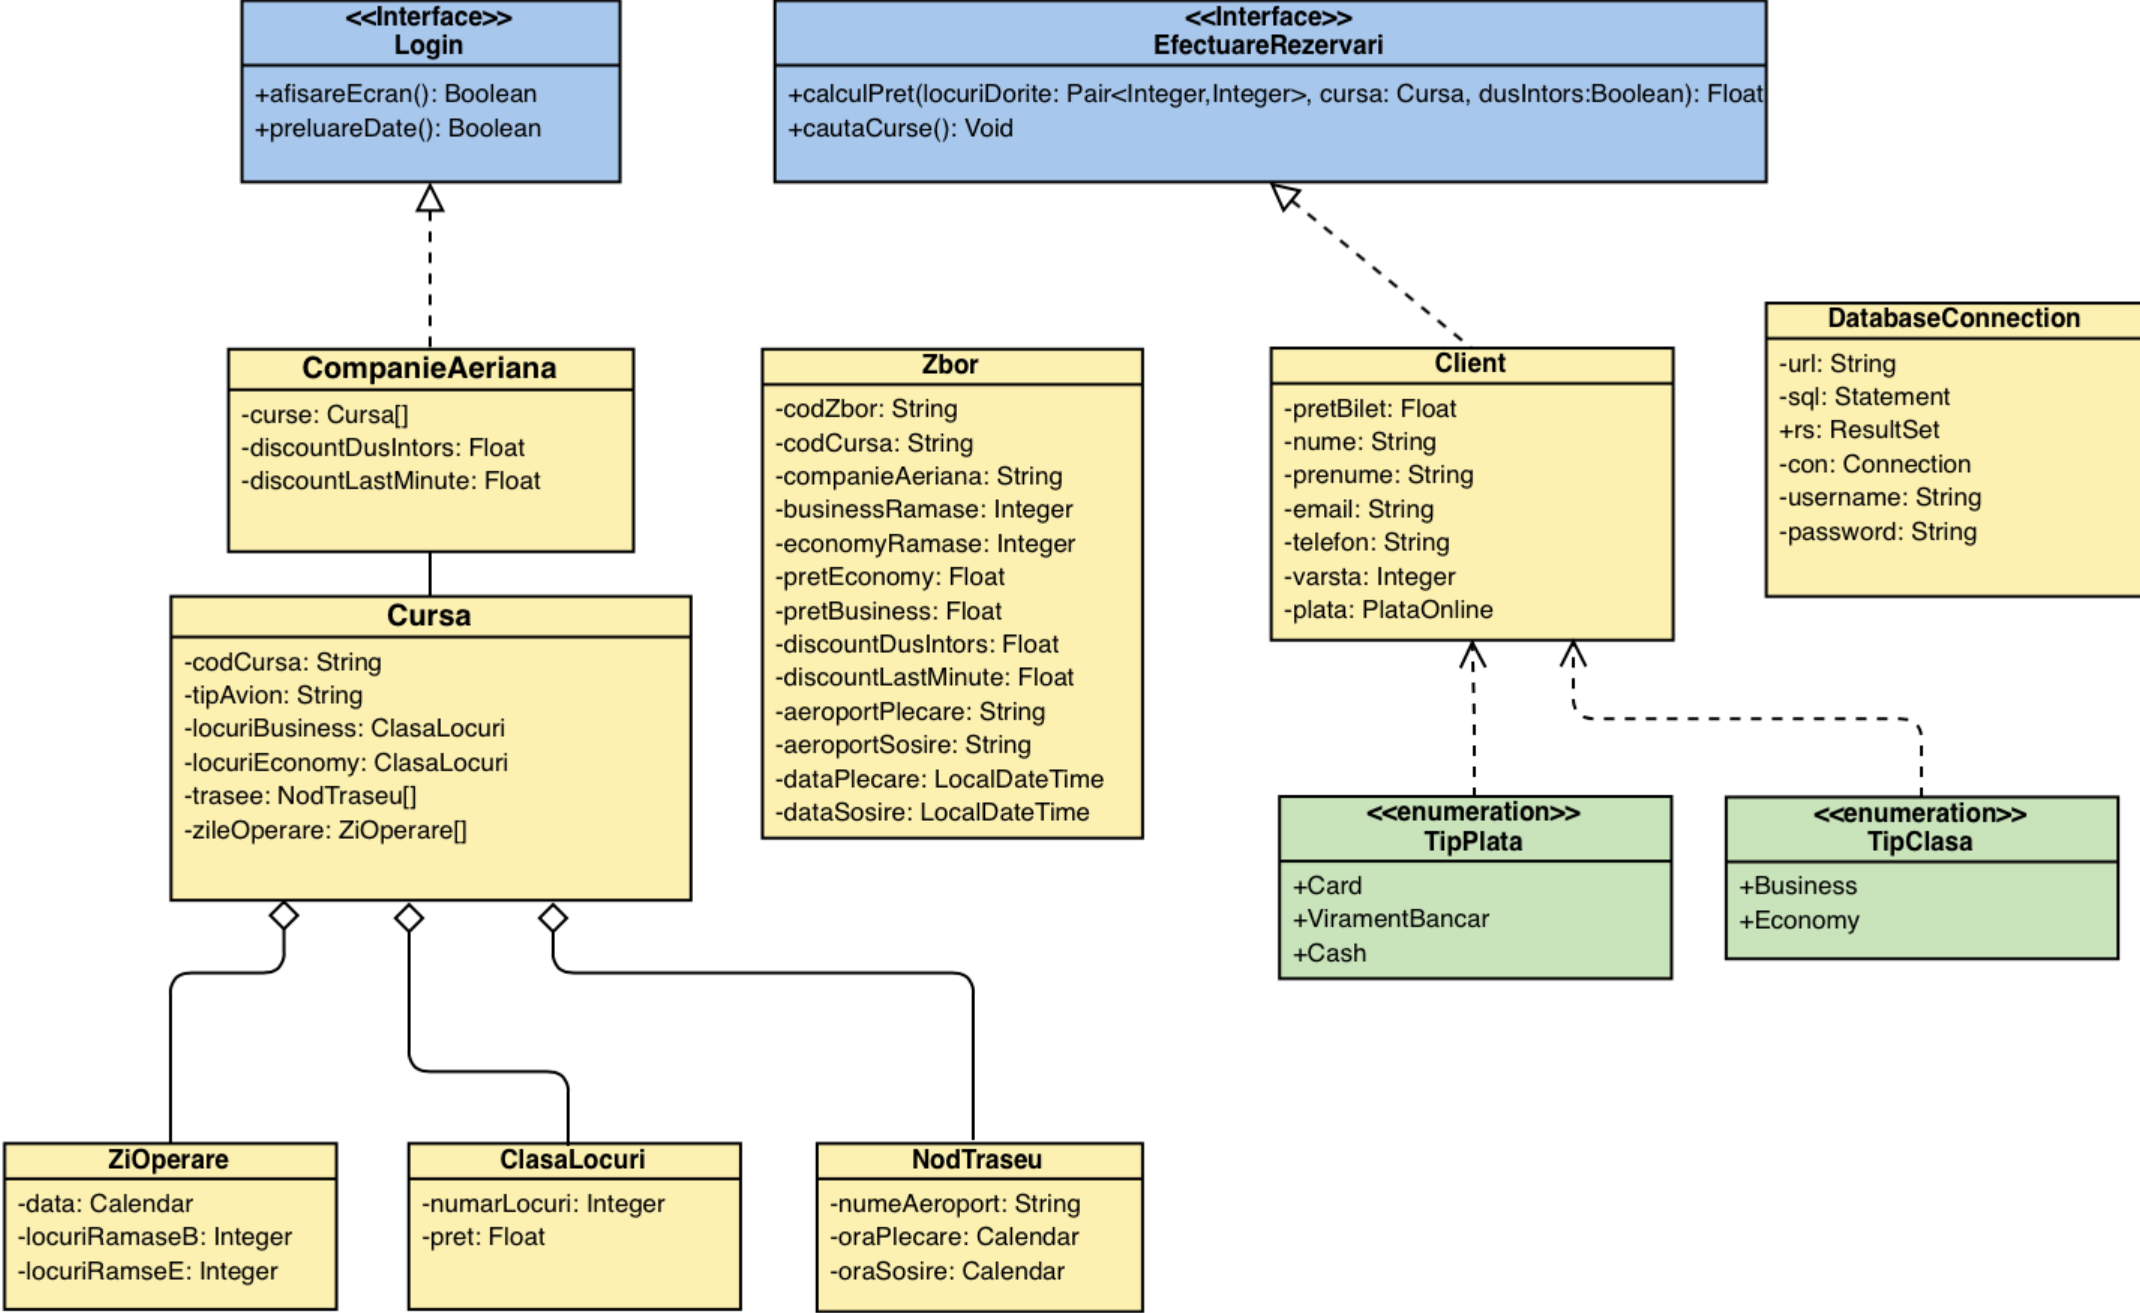 <<Interface>>
Login
+afisareEcran(): Boolean
+preluareDate(): Boolean
<<Interface>>
EfectuareRezervari
+calculPret(locuriDorite: Pair<Integer,Integer>, cursa: Cursa, dusIntors:Boolean): Float
+cautaCurse(): Void
CompanieAeriana
-curse: Cursa[]
-discountDusIntors: Float
-discountLastMinute: Float
Zbor
-codZbor: String
-codCursa: String
-companieAeriana: String
-businessRamase: Integer
-economyRamase: Integer
-pretEconomy: Float
-pretBusiness: Float
-discountDusIntors: Float
-discountLastMinute: Float
-aeroportPlecare: String
-aeroportSosire: String
-dataPlecare: LocalDateTime
-dataSosire: LocalDateTime
Client
-pretBilet: Float
-nume: String
-prenume: String
-email: String
-telefon: String
-varsta: Integer
-plata: PlataOnline
DatabaseConnection
-url: String
-sql: Statement
+rs: ResultSet
-con: Connection
-username: String
-password: String
Cursa
-codCursa: String
-tipAvion: String
-locuriBusiness: ClasaLocuri
-locuriEconomy: ClasaLocuri
-trasee: NodTraseu[]
-zileOperare: ZiOperare[]
<<enumeration>>
TipPlata
+Card
+ViramentBancar
+Cash
<<enumeration>>
TipClasa
+Business
+Economy
ZiOperare
-data: Calendar
-locuriRamaseB: Integer
-locuriRamseE: Integer
ClasaLocuri
-numarLocuri: Integer
-pret: Float
NodTraseu
-numeAeroport: String
-oraPlecare: Calendar
-oraSosire: Calendar